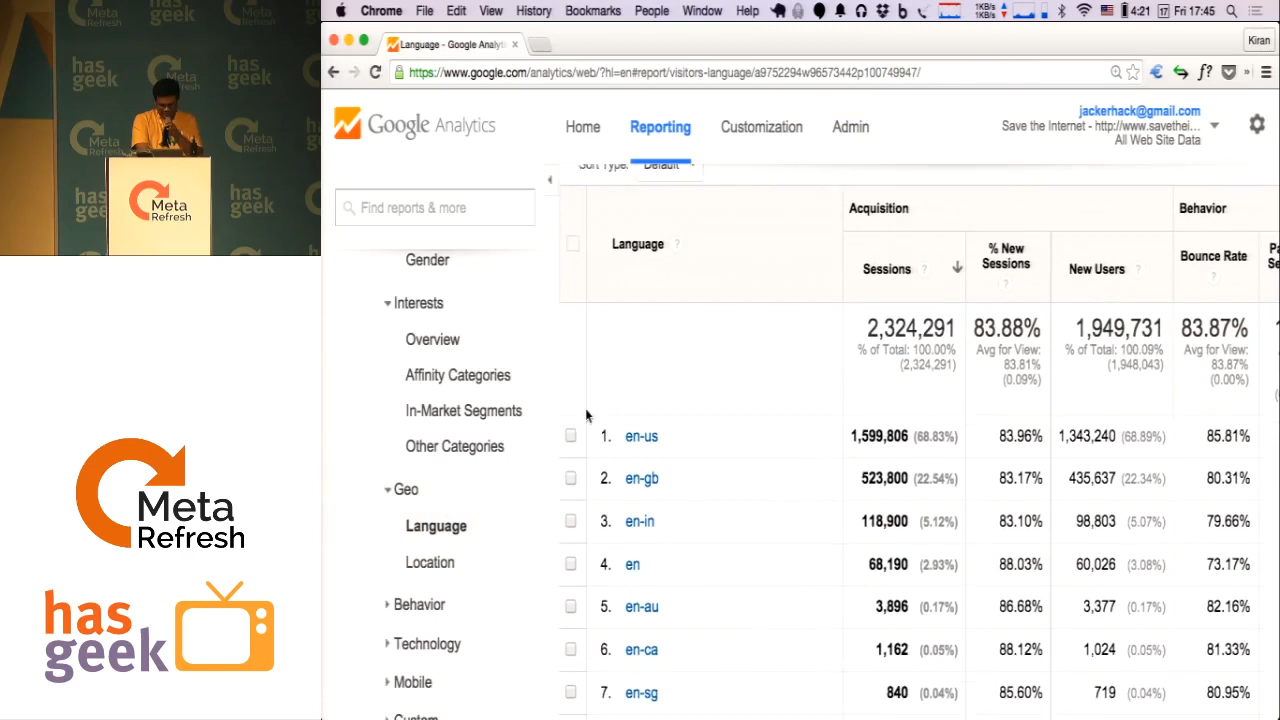 has
geek
Meta
Refresh
Meta
Refresh
has
geek
Chrome File Edit View History Bookmarks People Window Help
1KB/s
1KB/s
4:21
17
Fri 17:45
Language - Google Analyti
Kiran
https://www.google.com/analytics/web/?hl=en#report/visitors-language/a9752294w96573442p100749947/
Google Analytics
Home Reporting Customization Admin
jackerhack@gmail.com
Save the Internet - http://www.savethei...
All Web Site Data
Sort Type: Default
Find reports & more
Gender
Interests
Overview
Affinity Categories
In-Market Segments
Other Categories
Geo
Language
Location
Behavior
Technology
Mobile
Custom
Language ?
Acquisition
Behavior
Sessions ?
% New
Sessions
?
New Users ?
Bounce Rate
?
2,324,291 83.88% 1,949,731 83.87%
% of Total: 100.00%
(2,324,291)
Avg for View:
83.81%
(0.09%)
% of Total: 100.09%
(1,948,043)
Avg for View:
83.87%
(0.00%)
1. en-us 1,599,806 (68.83%) 83.96% 1,343,240 (68.89%) 85.81%
2. en-gb 523,800 (22.54%) 83.17% 435,637 (22.34%) 80.31%
3. en-in 118,900 (5.12%) 83.10% 98,803 (5.07%) 79.66%
4. en 68,190 (2.93%) 88.03% 60,026 (3.08%) 73.17%
5. en-au 3,896 (0.17%) 86.68% 3,377 (0.17%) 82.16%
6. en-ca 1,162 (0.05%) 88.12% 1,024 (0.05%) 81.33%
7. en-sg 840 (0.04%) 85.60% 719 (0.04%) 80.95%